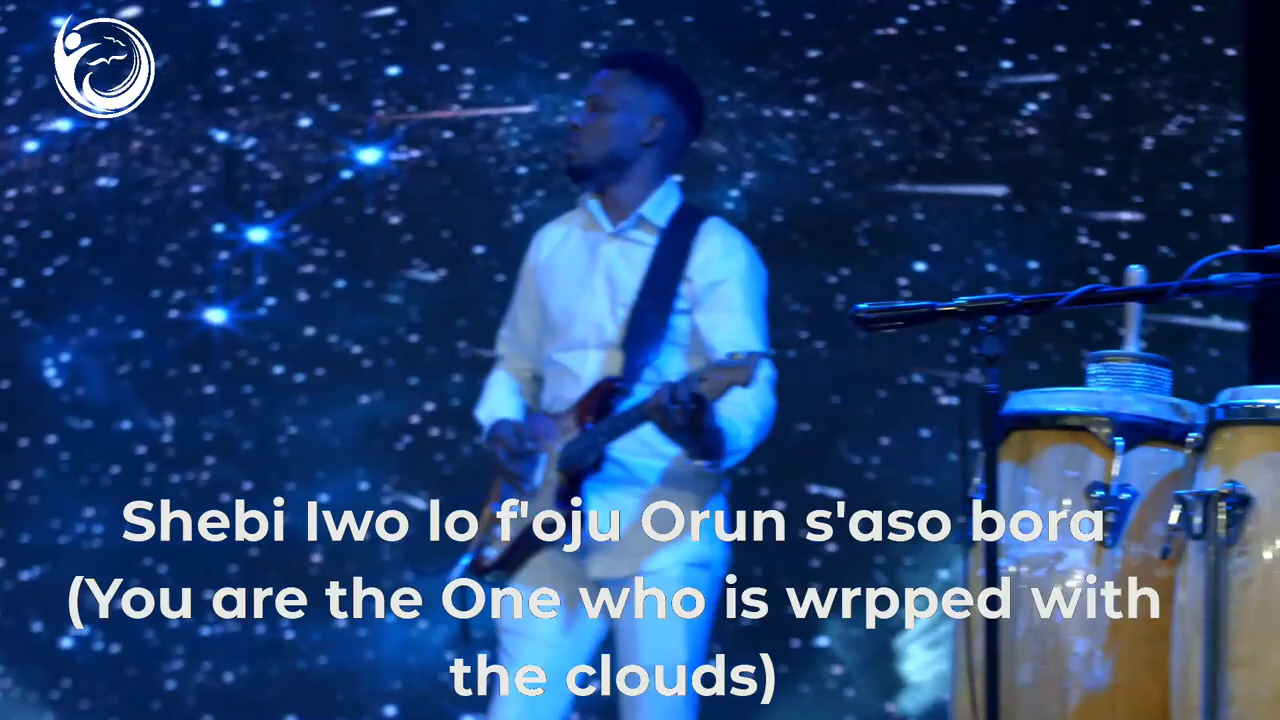 Shebi Iwo lo f'oju Orun s'aso bora
(You are the One who is wrpped with
the clouds)